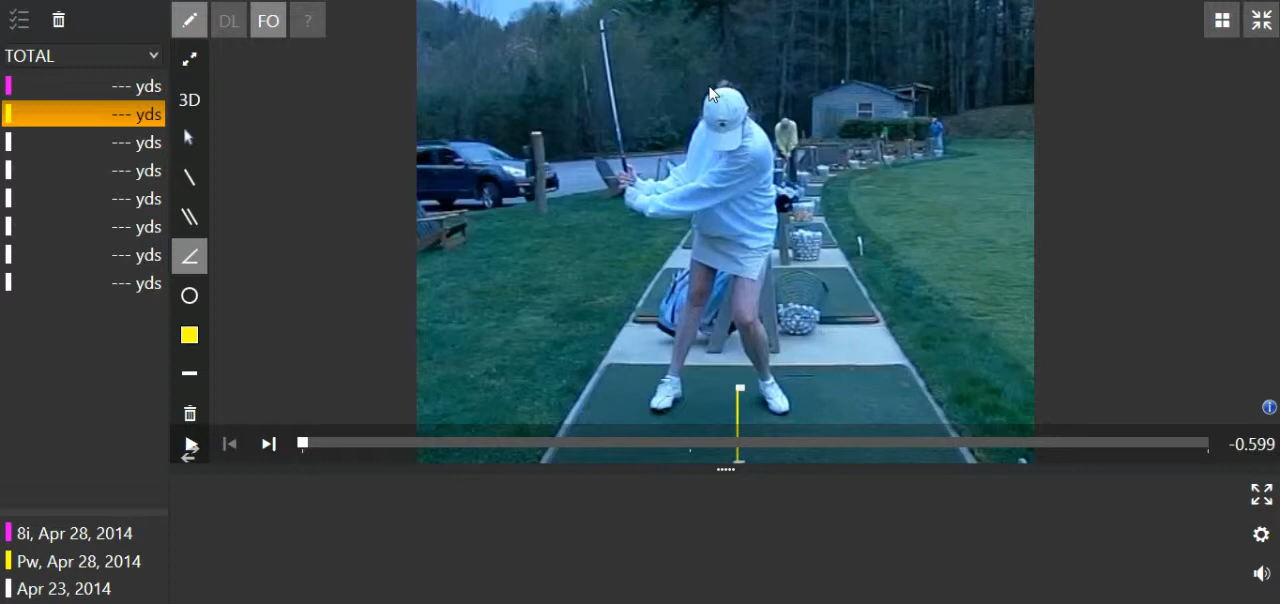 DL
FO
?
TOTAL
--- yds
--- yds
3D
--- yds
--- yds
--- yds
--- yds
--- yds
--- yds
-0.599
8i, Apr 28, 2014
Pw, Apr 28, 2014
Apr 23, 2014